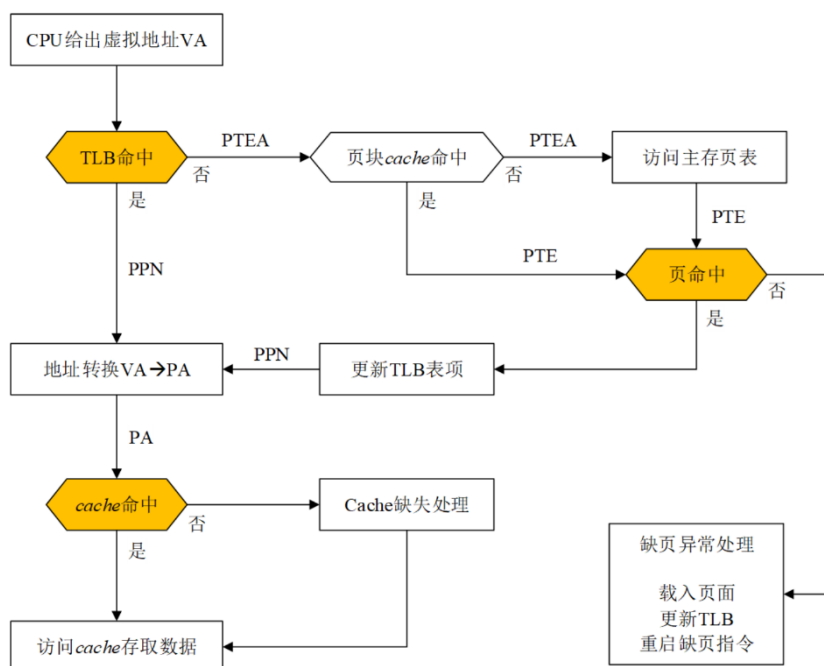 CPU给出虚拟地址VA
TLB命中
PTEA
否
是
页块cache命中
PTEA
否
是
访问主存页表
PTE
PTE
页命中
否
是
PPN
地址转换VA→PA
PPN
更新TLB表项
PA
cache命中
否
是
Cache缺失处理
访问cache存取数据
缺页异常处理
载入页面
更新TLB
重启缺页指令